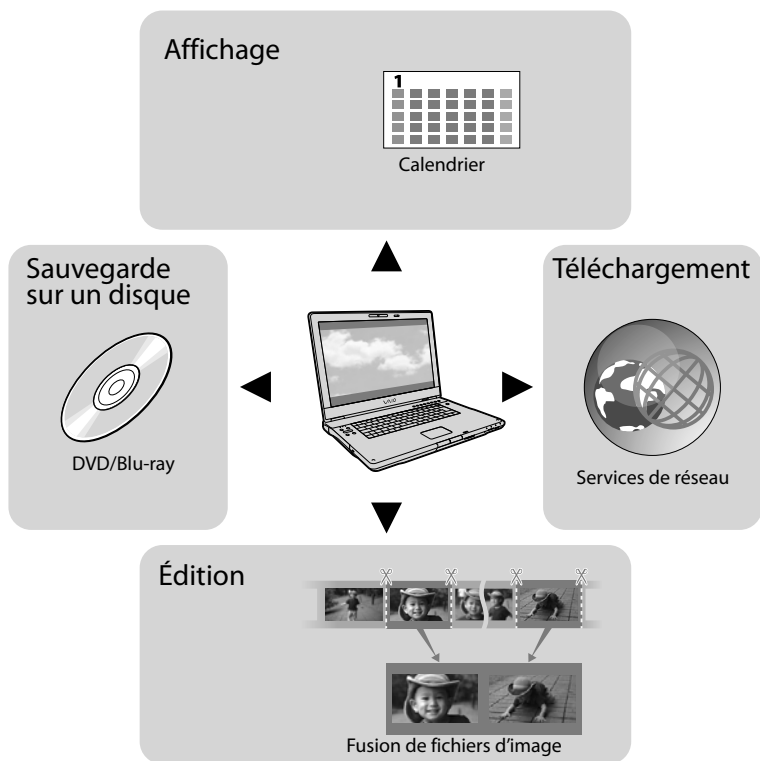 Affichage
1
Calendrier
Sauvegarde
sur un disque
DVD/Blu-ray
VAIO
Téléchargement
Services de réseau
Édition
Fusion de fichiers d'image